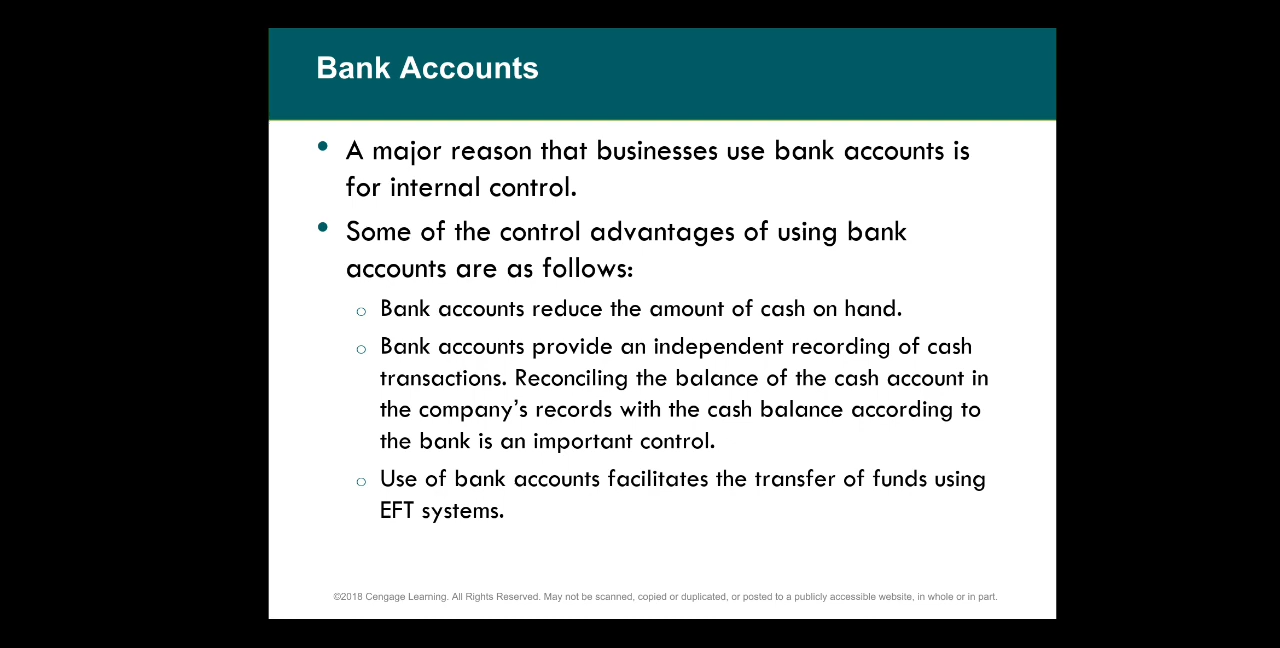 Bank Accounts
• A major reason that businesses use bank accounts is
for internal control.
• Some of the control advantages of using bank
accounts are as follows:
o Bank accounts reduce the amount of cash on hand.
o Bank accounts provide an independent recording of cash
transactions. Reconciling the balance of the cash account in
the company’s records with the cash balance according to
the bank is an important control.
o Use of bank accounts facilitates the transfer of funds using
EFT systems.
©2018 Cengage Learning. All Rights Reserved. May not be scanned, copied or duplicated, or posted to a publicly accessible website, in whole or in part.